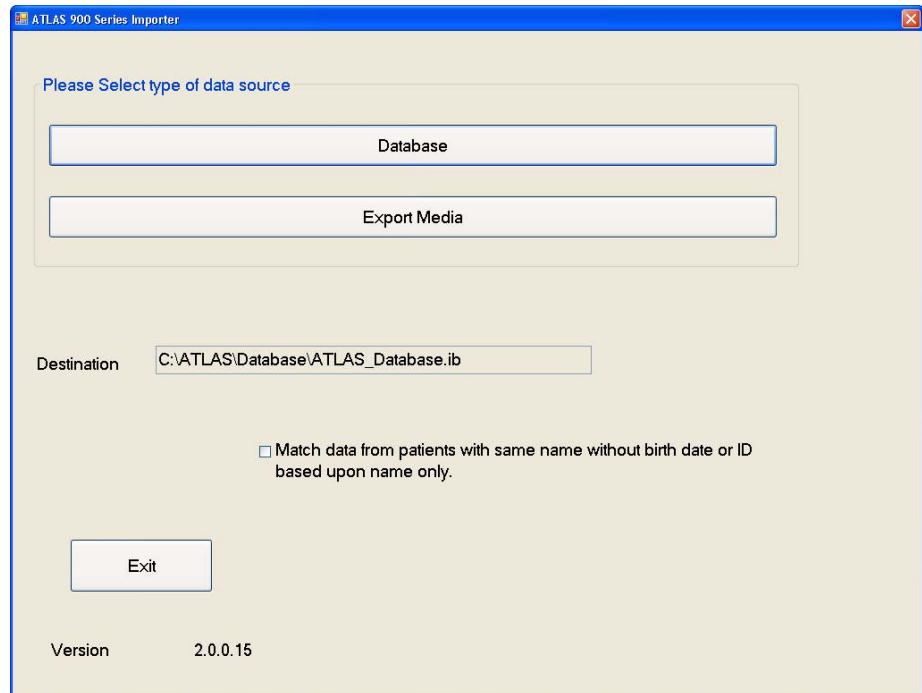 ATLAS 900 Series Importer
Please Select type of data source
Database
Export Media
Destination
C:\ATLAS\Database\ATLAS_Database.ib
Match data from patients with same name without birth date or ID
based upon name only.
Exit
Version
2.0.0.15